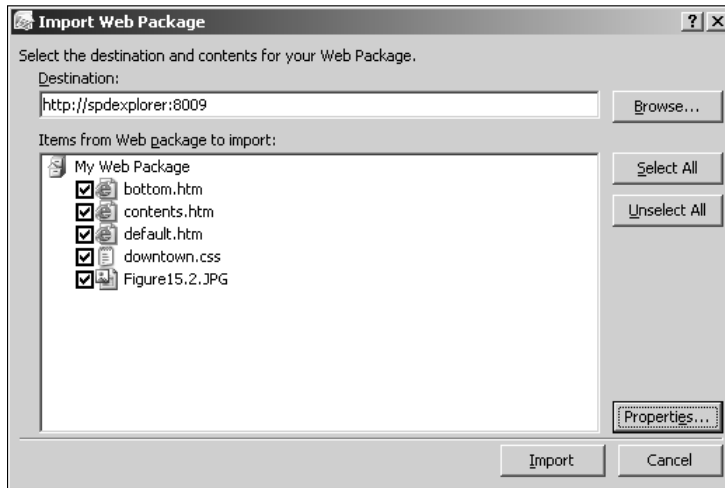 Import Web Package
Select the destination and contents for your Web Package.
Destination:
http://spdexplorer:8009
Browse...
Items from Web package to import:
My Web Package
bottom.htm
contents.htm
default.htm
downtown.css
Figure15.2.JPG
Select All
Unselect All
Properties...
Import
Cancel